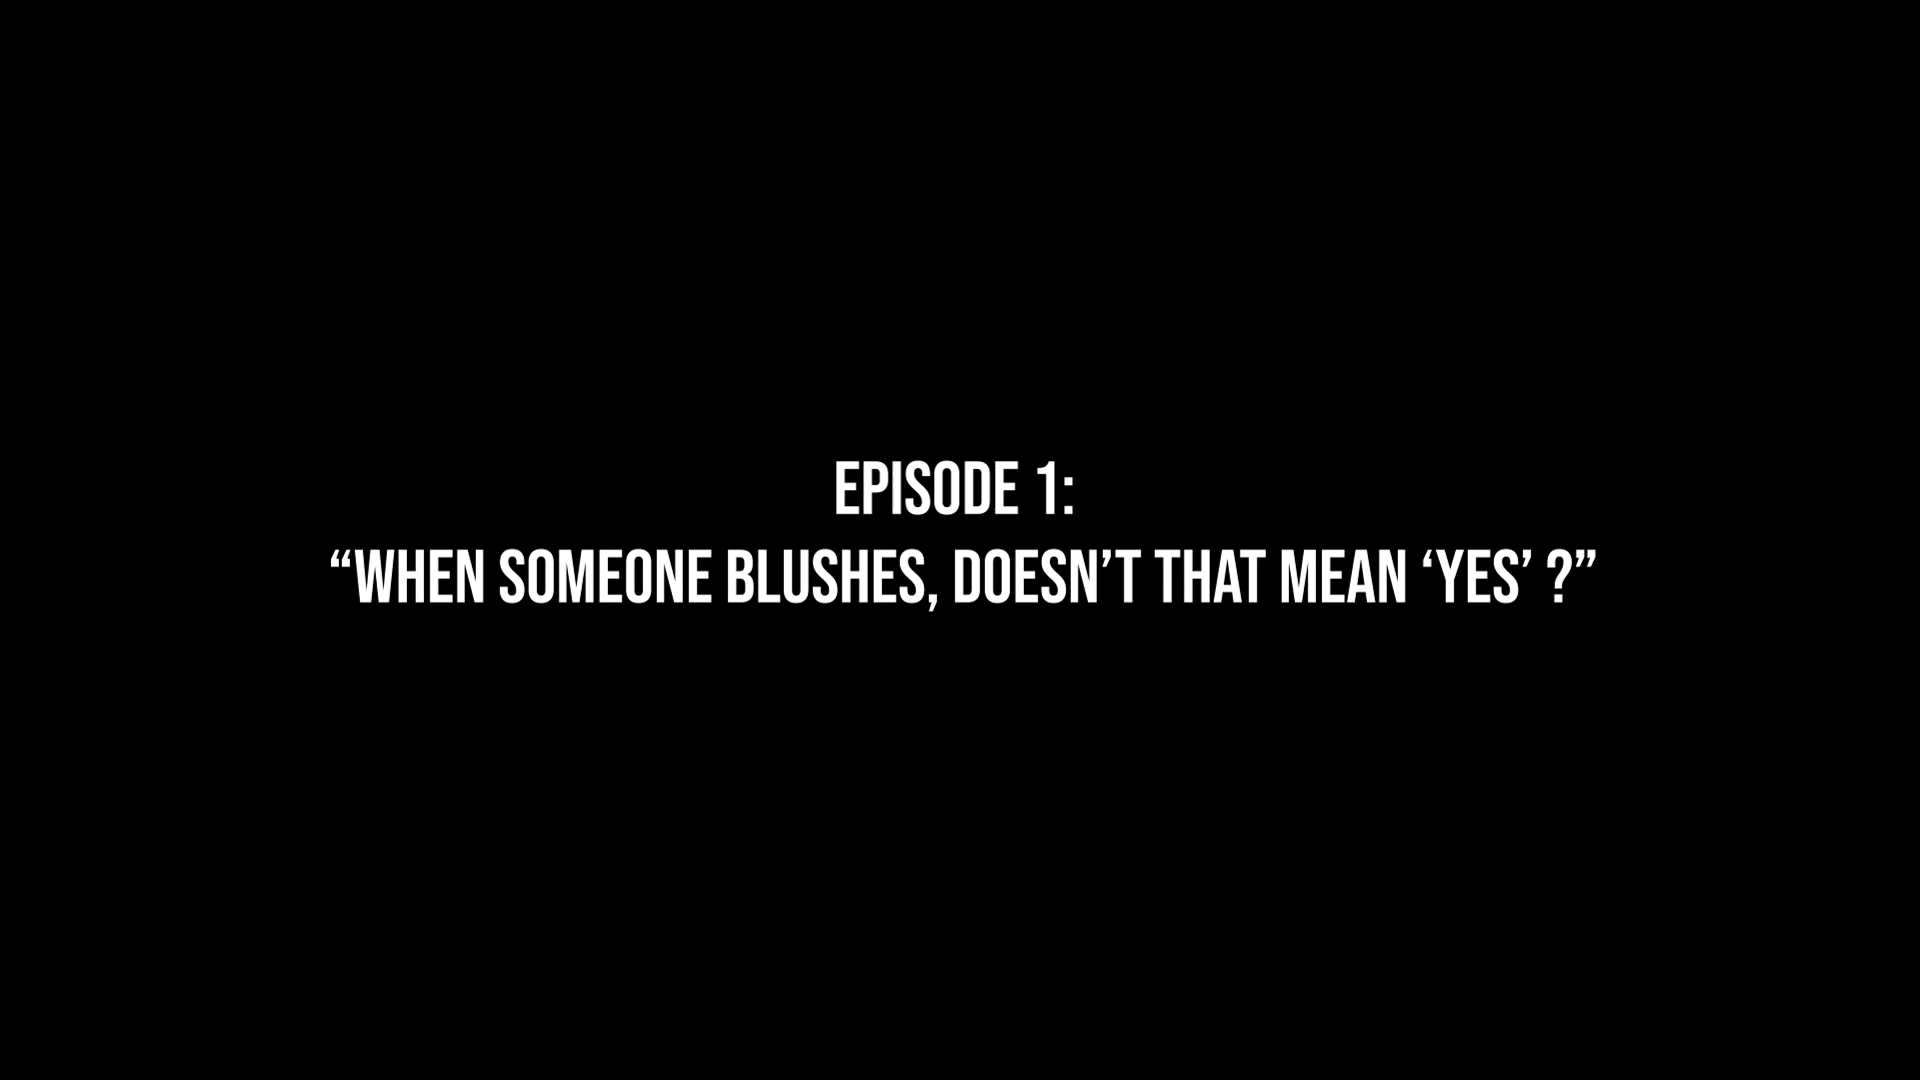 EPISODE 1:
“WHEN SOMEONE BLUSHES, DOESN’T THAT MEAN ‘YES’ ?”